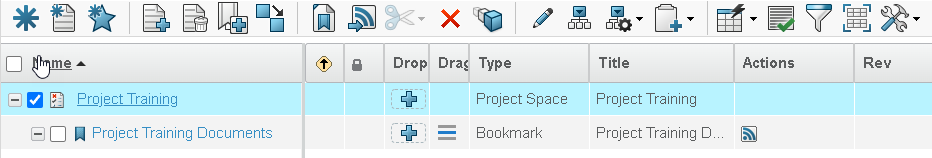 Name Drop Drag Type Title Actions Rev
Project Training Project Space Project Training
Project Training Documents Bookmark Project Training D...